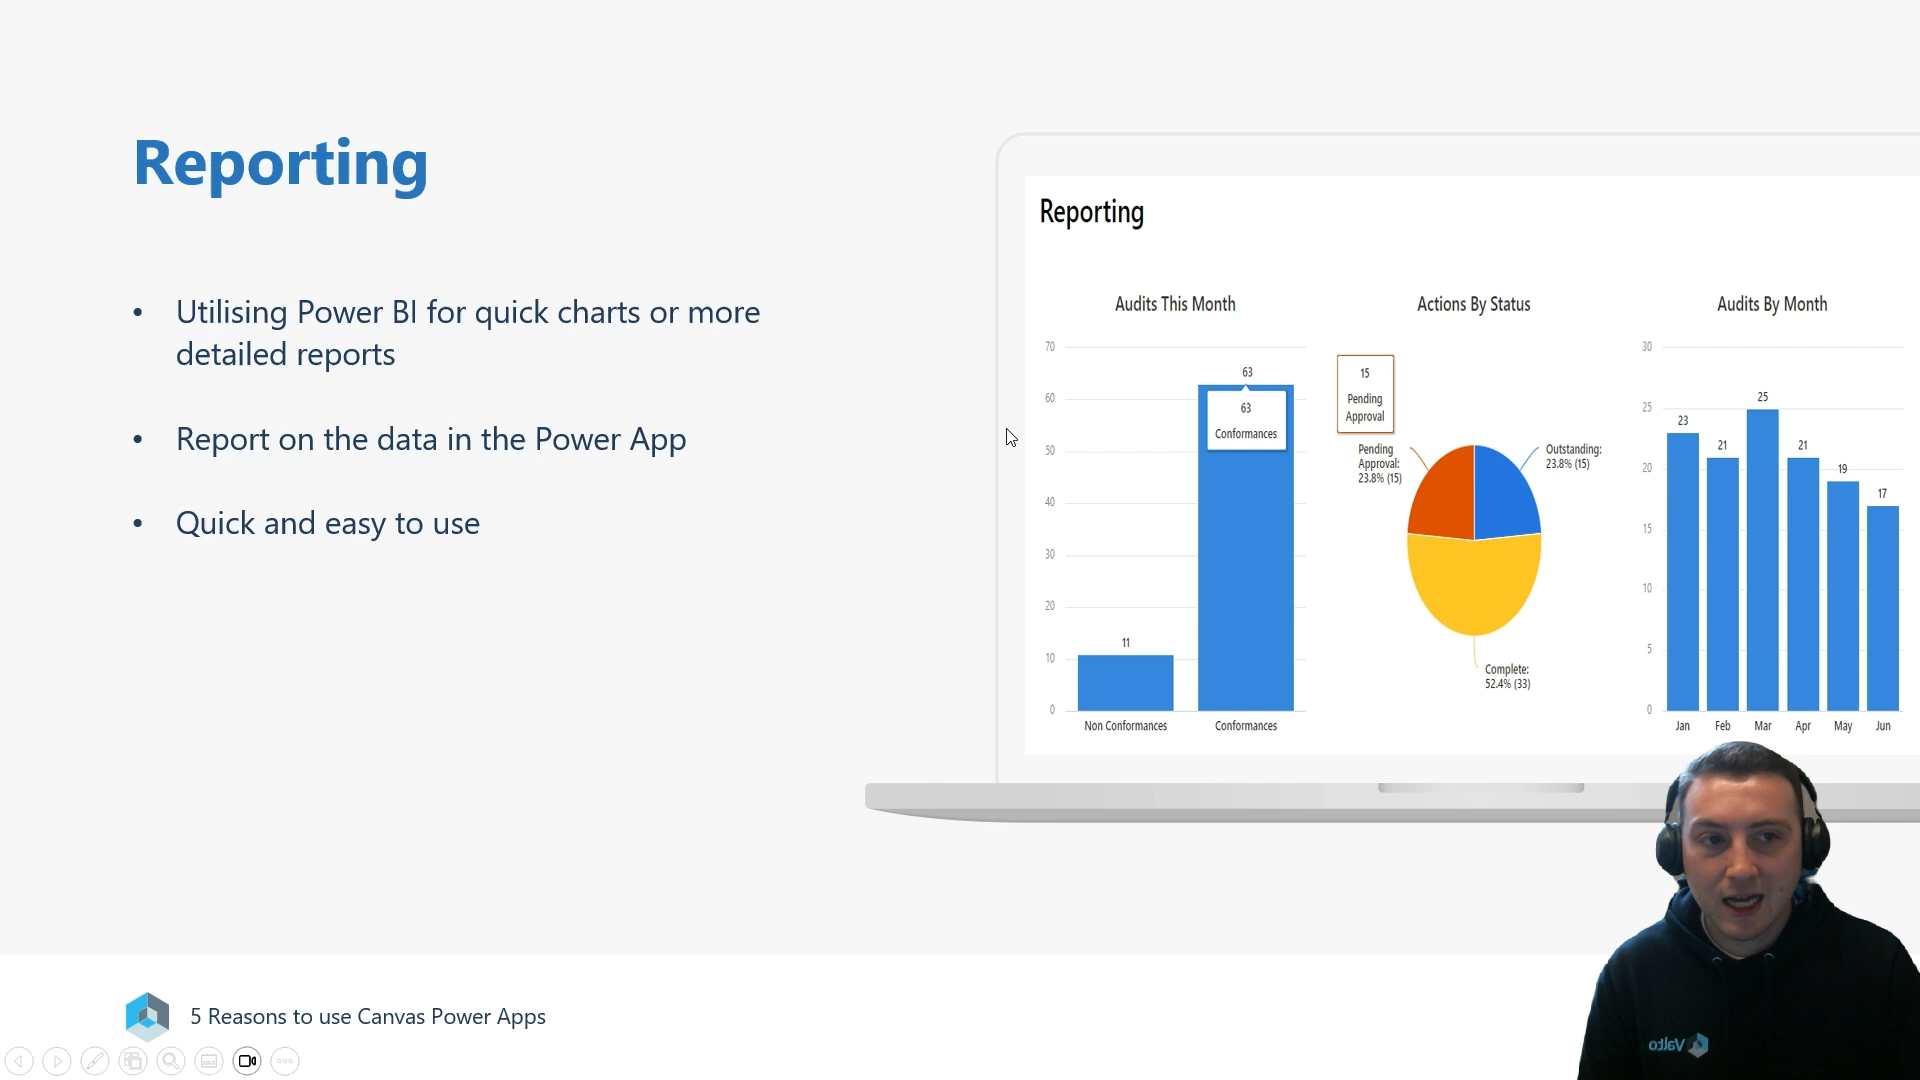 Reporting
• Utilising Power BI for quick charts or more
detailed reports
• Report on the data in the Power App
• Quick and easy to use
Reporting
Audits This Month
70
60
50
40
30
20
10
0
63
63
Conformances
11
Non Conformances
Conformances
Actions By Status
15
Pending
Approval
Pending
Approval:
23.8% (15)
Outstanding:
23.8% (15)
Complete:
52.4% (33)
Audits By Month
30
25
20
15
10
5
0
23
21
25
21
19
17
Jan
Feb
Mar
Apr
May
Jun
Valto
5 Reasons to use Canvas Power Apps